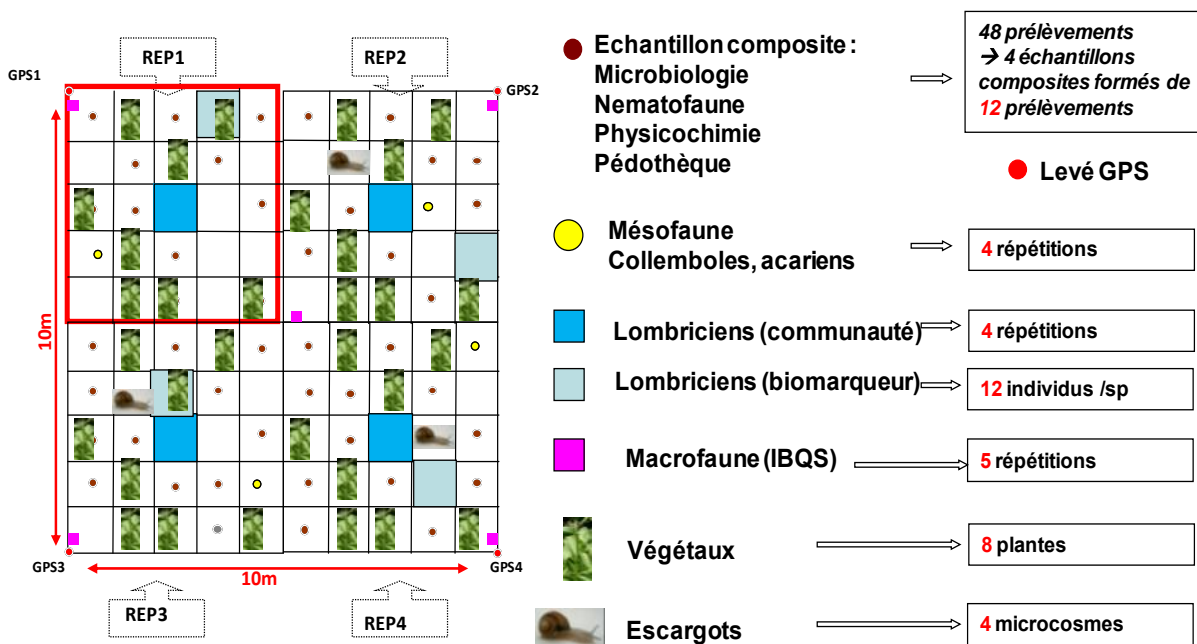 REP1
REP2
GPS1
GPS2
10m
GPS3
10m
GPS4
REP3
REP4
Echantillon composite :
Microbiologie
Nematofaune
Physicochimie
Pédothèque
48 prélèvements
→ 4 échantillons
composites formés de
12 prélèvements
Levé GPS
Mésofaune
Collemboles, acariens
4 répétitions
Lombriciens (communauté)
4 répétitions
Lombriciens (biomarqueur)
12 individus /sp
Macrofaune (IBQS)
5 répétitions
Végétaux
8 plantes
Escargots
4 microcosmes